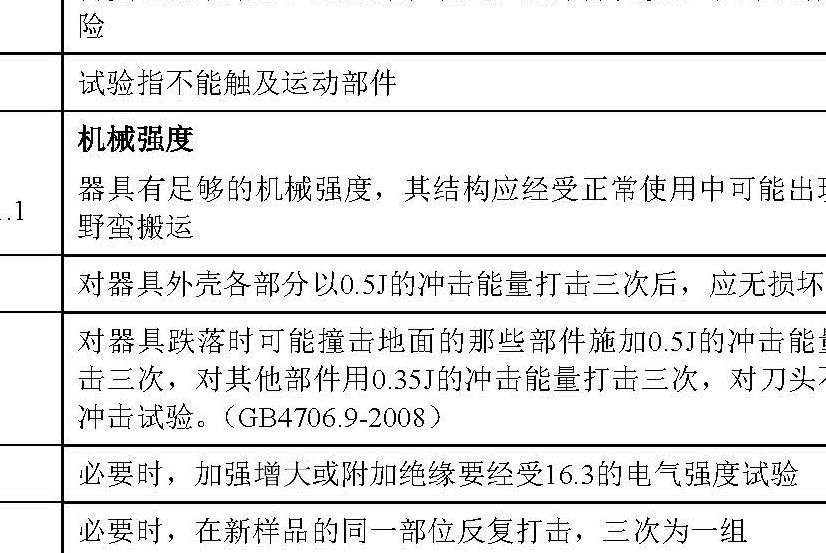 险
试验指不能触及运动部件
机械强度
器具有足够的机械强度，其结构应经受正常使用中可能出现
.1
野蛮搬运
对器具外壳各部分以0.5J的冲击能量打击三次后，应无损坏
对器具跌落时可能撞击地面的那些部件施加0.5J的冲击能量
击三次，对其他部件用0.35J的冲击能量打击三次，对刀头不
冲击试验。（GB4706.9-2008）
必要时，加强增大或附加绝缘要经受16.3的电气强度试验
必要时，在新样品的同一部位反复打击，三次为一组